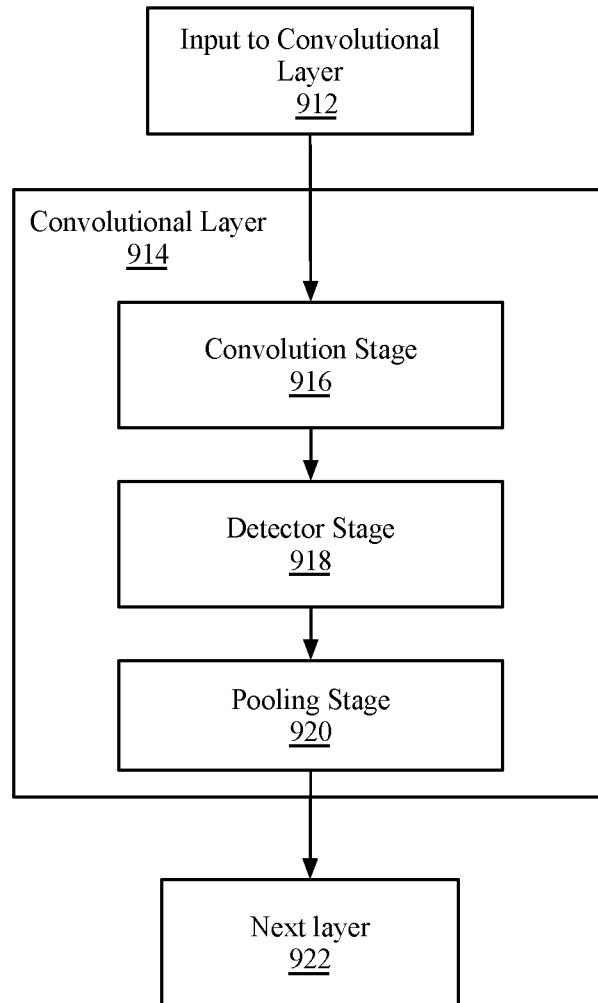 Input to Convolutional
Layer
912
Convolutional Layer
914
Convolution Stage
916
Detector Stage
918
Pooling Stage
920
Next layer
922